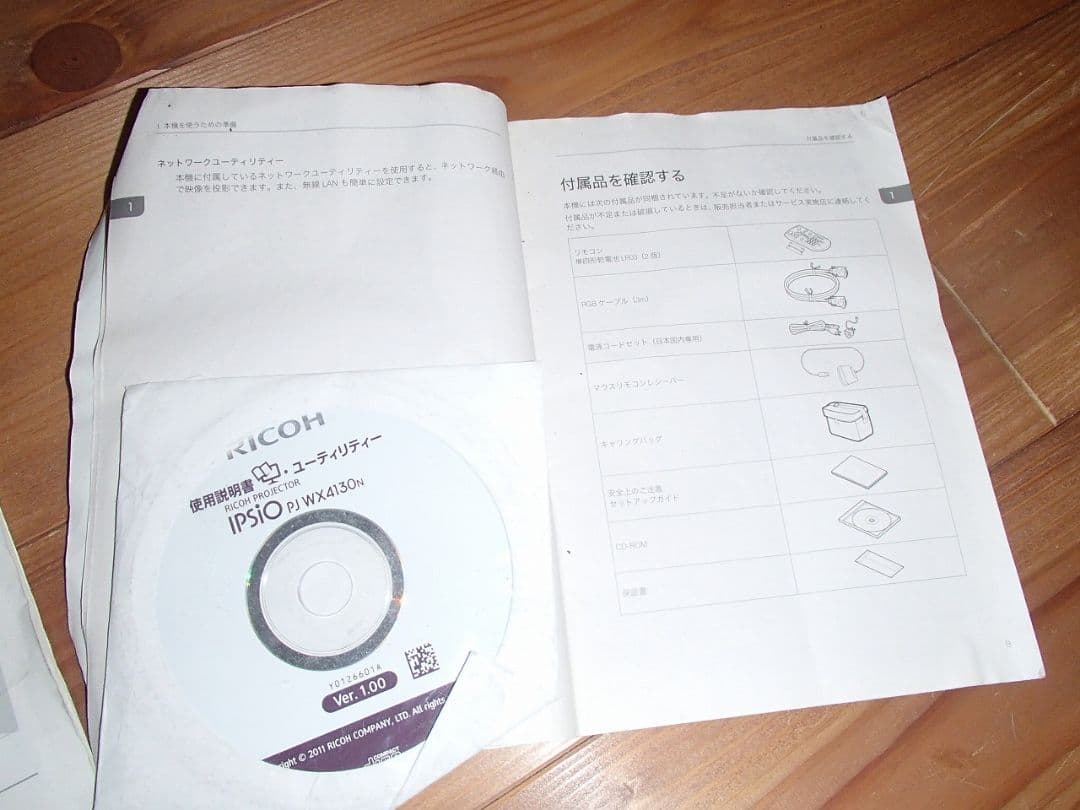 1 本機を使うための準備
ネットワークユーティリティー
本機に付属しているネットワークユーティリティーを使用すると、ネットワーク経由
で映像を投影できます。また、無線 LAN も簡単に設定できます。
1
RICOH
使用説明書 ・ユーティリティー
RICOH PROJECTOR
IPSiO PJ WX4130N
Y0126601A
Ver. 1.00
© 2011 RICOH COMPANY, LTD. All rights
COMPACT
付属品を確認する
1
付属品を確認する
本機には次の付属品が同梱されています。不足がないか確認してください。
付属品が不足または破損しているときは、販売担当者またはサービス実施店に連絡してく
ださい。
リモコン
単四形乾電池 LR03（2 個）
RGB ケーブル（3m）
電源コードセット（日本国内専用）
マウスリモコンレシーバー
キャリングバッグ
安全上のご注意
セットアップガイド
CD-ROM
保証書
9